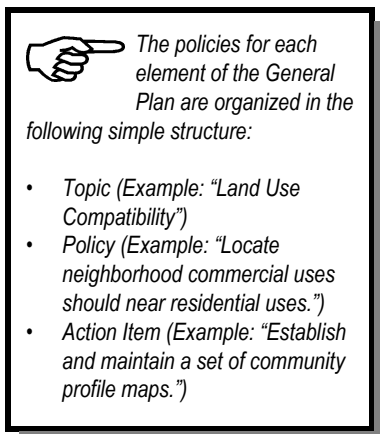 The policies for each
element of the General
Plan are organized in the
following simple structure:
• Topic (Example: “Land Use
Compatibility”)
• Policy (Example: “Locate
neighborhood commercial uses
should near residential uses.”)
• Action Item (Example: “Establish
and maintain a set of community
profile maps.”)